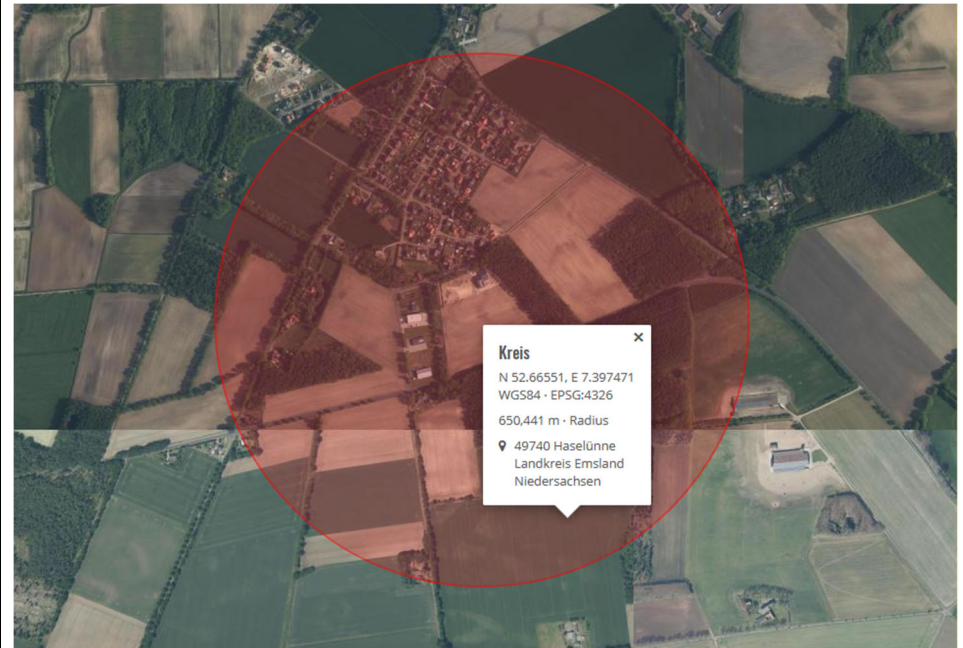 Kreis
N 52.66551, E 7.397471
WGS84 · EPSG:4326
650,441 m · Radius
49740 Haselünne
Landkreis Emsland
Niedersachsen